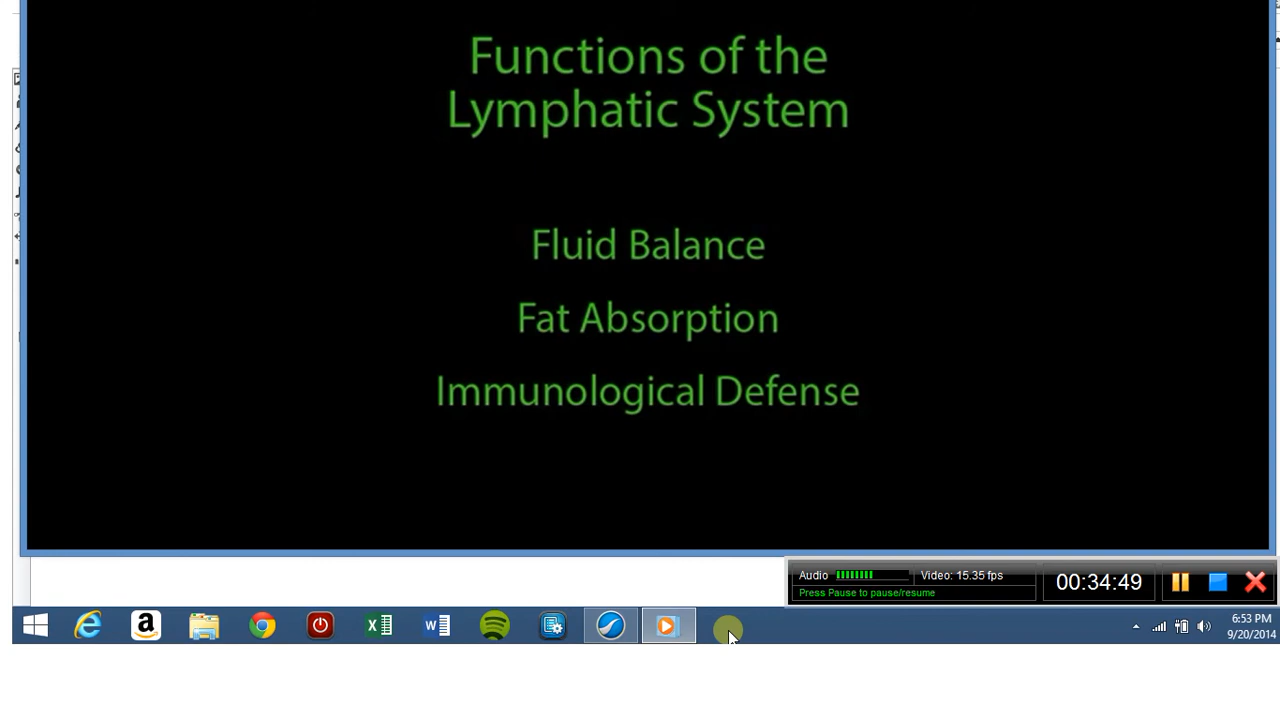 Functions of the
Lymphatic System
Fluid Balance
Fat Absorption
Immunological Defense
Audio
Video: 15.35 fps
Press Pause to pause/resume
00:34:49
6:53 PM
9/20/2014